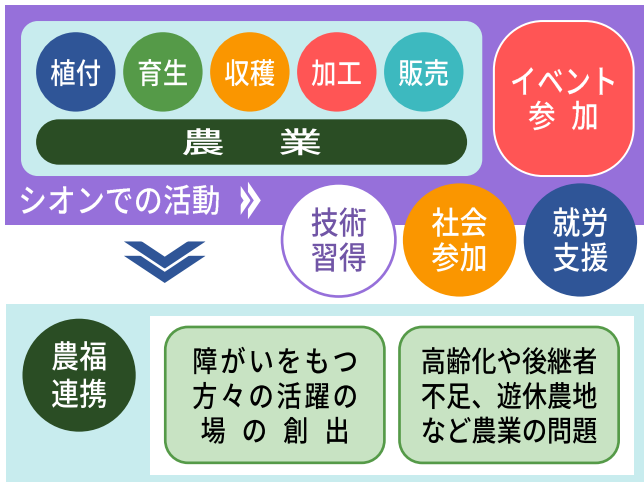 植付
育生
収穫
加工
販売
農業
イベント
参加
シオンでの活動
技術
習得
社会
参加
就労
支援
農福
連携
障がいをもつ
方々の活躍の
場の創出
高齢化や後継者
不足、遊休農地
など農業の問題